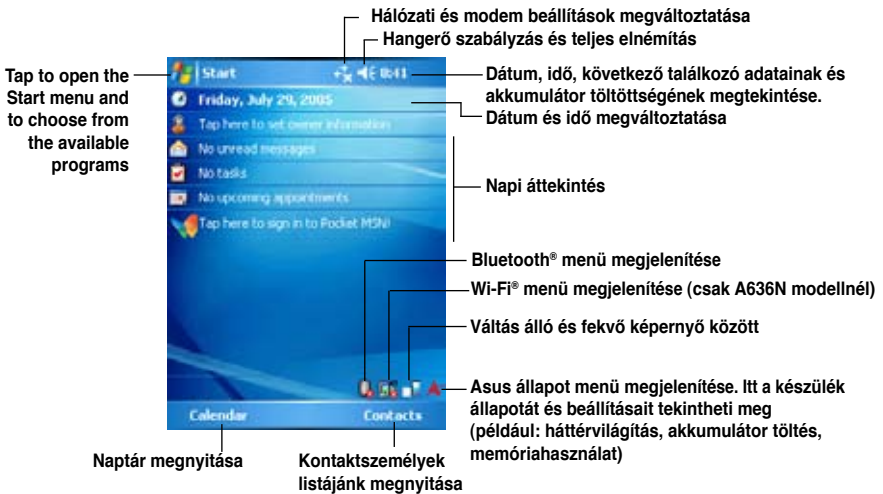 Hálózati és modem beállítások megváltoztatása
Hangerő szabályzás és teljes elnémítás
Tap to open the
Start menu and
to choose from
the available
programs
Start
8:41
Dátum, idő, következő találkozó adatainak és
akkumulátor töltöttségének megtekintése.
Friday, July 29, 2005
Dátum és idő megváltoztatása
Tap here to set owner information
No unread messages
No tasks
Napi áttekintés
No upcoming appointments
Tap here to sign in to Pocket MSN!
Bluetooth® menü megjelenítése
Wi-Fi® menü megjelenítése (csak A636N modellnél)
Váltás álló és fekvő képernyő között
Asus állapot menü megjelenítése. Itt a készülék
állapotát és beállításait tekintheti meg
(például: háttérvilágítás, akkumulátor töltés,
memóriahasználat)
Calendar
Contacts
Naptár megnyitása
Kontaktszemélyek
listájánk megnyitása